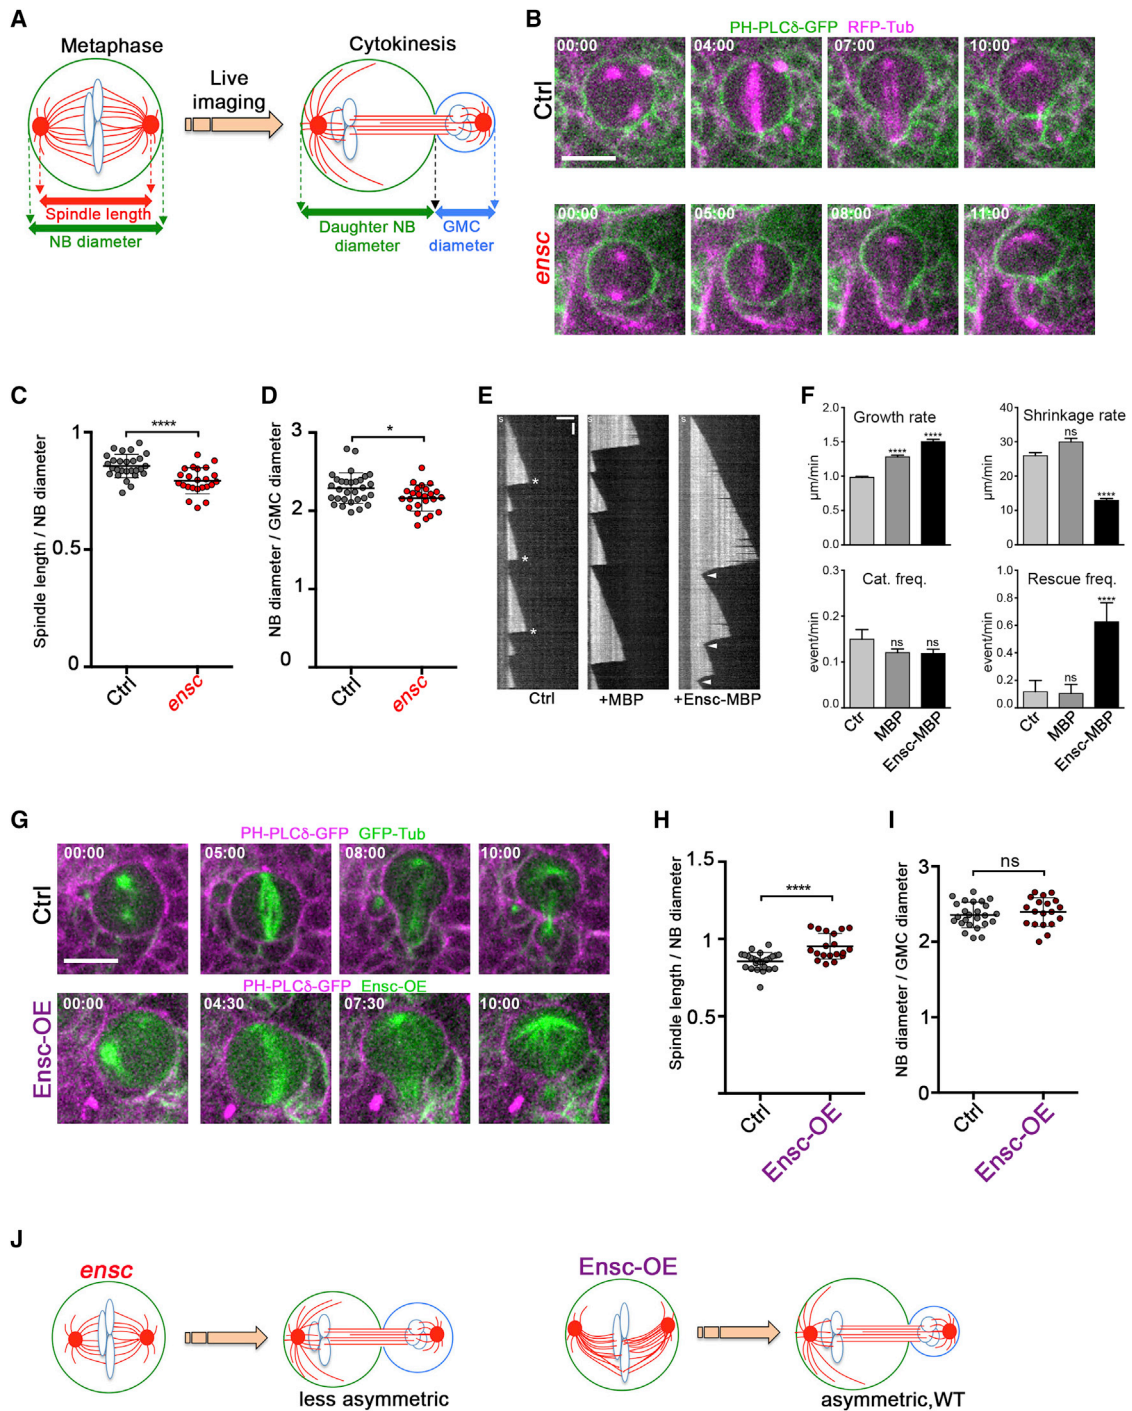 A
Metaphase
Live
imaging
Cytokinesis
Spindle length
NB diameter
Daughter NB
diameter
GMC
diameter
B
PH-PLCδ-GFP RFP-Tub
Ctrl
00:00
04:00
07:00
10:00
ensc
00:00
05:00
08:00
11:00
C
Spindle length / NB diameter
1
0.5
0
****
Ctrl
ensc
D
NB diameter / GMC diameter
3
2
1
0
*
Ctrl
ensc
E
s
s
s
*
*
*
Ctrl
+MBP
+Ensc-MBP
F
Growth rate
µm/min
2.0
1.5
1.0
0.5
0.0
****
****
Shrinkage rate
µm/min
40
30
20
10
0
ns
****
Cat. freq.
event/min
0.3
0.2
0.1
0.0
ns
ns
Ctr
MBP
Ensc-MBP
Rescue freq.
event/min
1.0
0.8
0.6
0.4
0.2
0.0
ns
****
Ctr
MBP
Ensc-MBP
G
PH-PLCδ-GFP GFP-Tub
Ctrl
00:00
05:00
08:00
10:00
PH-PLCδ-GFP Ensc-OE
Ensc-OE
00:00
04:30
07:30
10:00
H
Spindle length / NB diameter
1.5
1
0.5
****
Ctrl
Ensc-OE
I
NB diameter / GMC diameter
3
2
1
0
ns
Ctrl
Ensc-OE
J
ensc
less asymmetric
Ensc-OE
asymmetric,WT